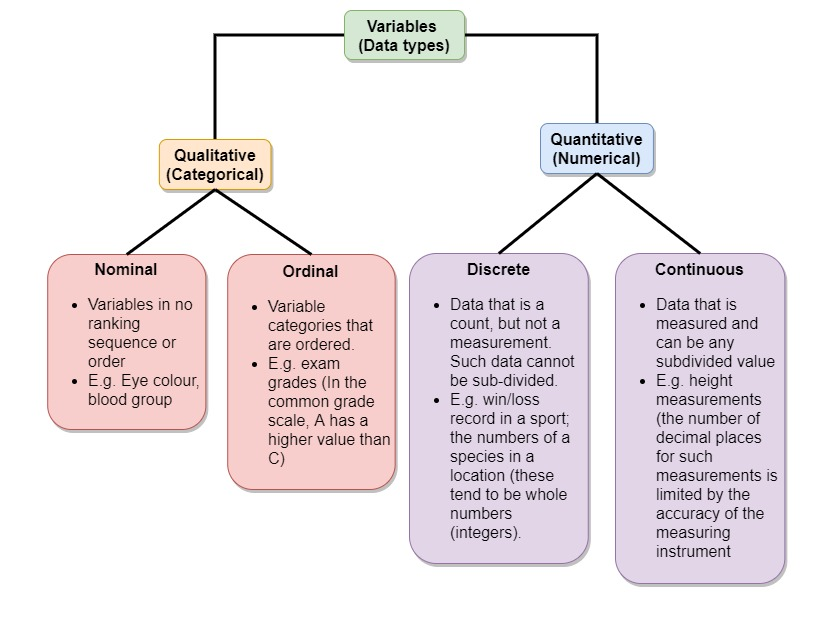 Variables
(Data types)
Qualitative
(Categorical)
Quantitative
(Numerical)
Nominal
• Variables in no
ranking
sequence or
order
• E.g. Eye colour,
blood group
Ordinal
• Variable
categories that
are ordered.
• E.g. exam
grades (In the
common grade
scale, A has a
higher value than
C)
Discrete
• Data that is a
count, but not a
measurement.
Such data cannot
be sub-divided.
• E.g. win/loss
record in a sport;
the numbers of a
species in a
location (these
tend to be whole
numbers
(integers).
Continuous
• Data that is
measured and
can be any
subdivided value
• E.g. height
measurements
(the number of
decimal places
for such
measurements is
limited by the
accuracy of the
measuring
instrument